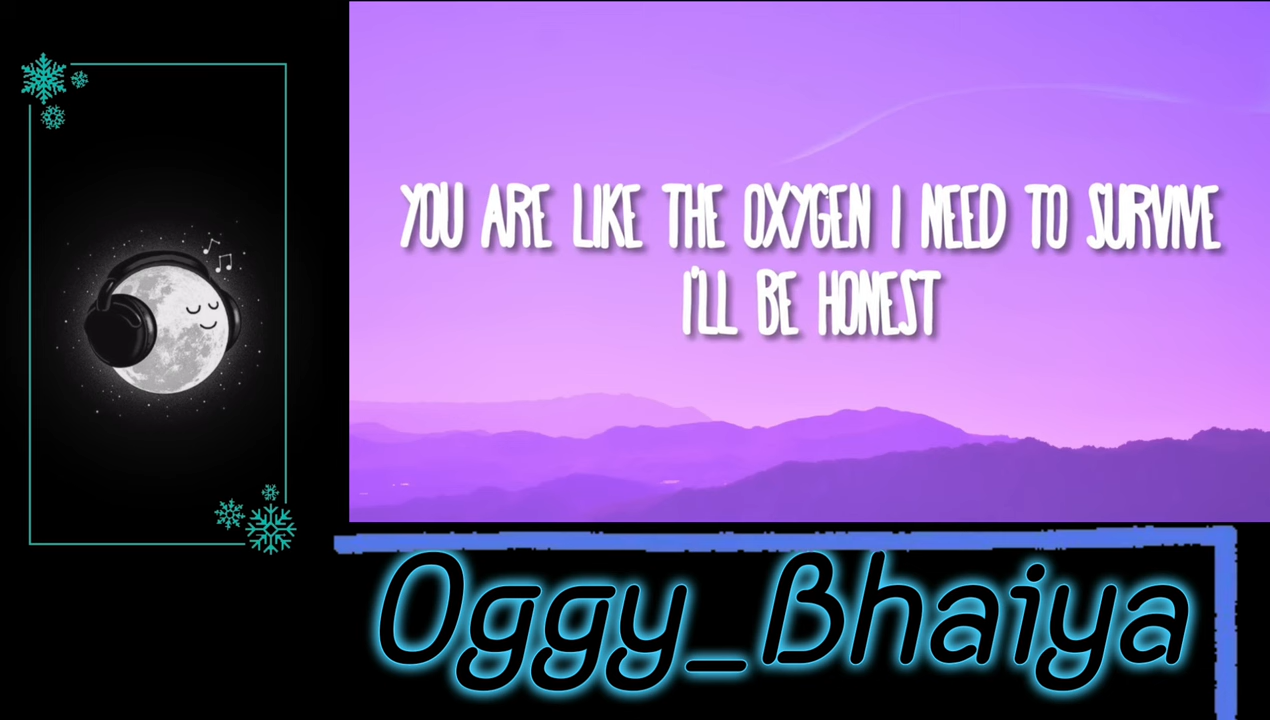 YOU ARE LIKE THE OXYGEN I NEED TO SURVIVE
I'LL BE HONEST
Oggy_Bhaiya